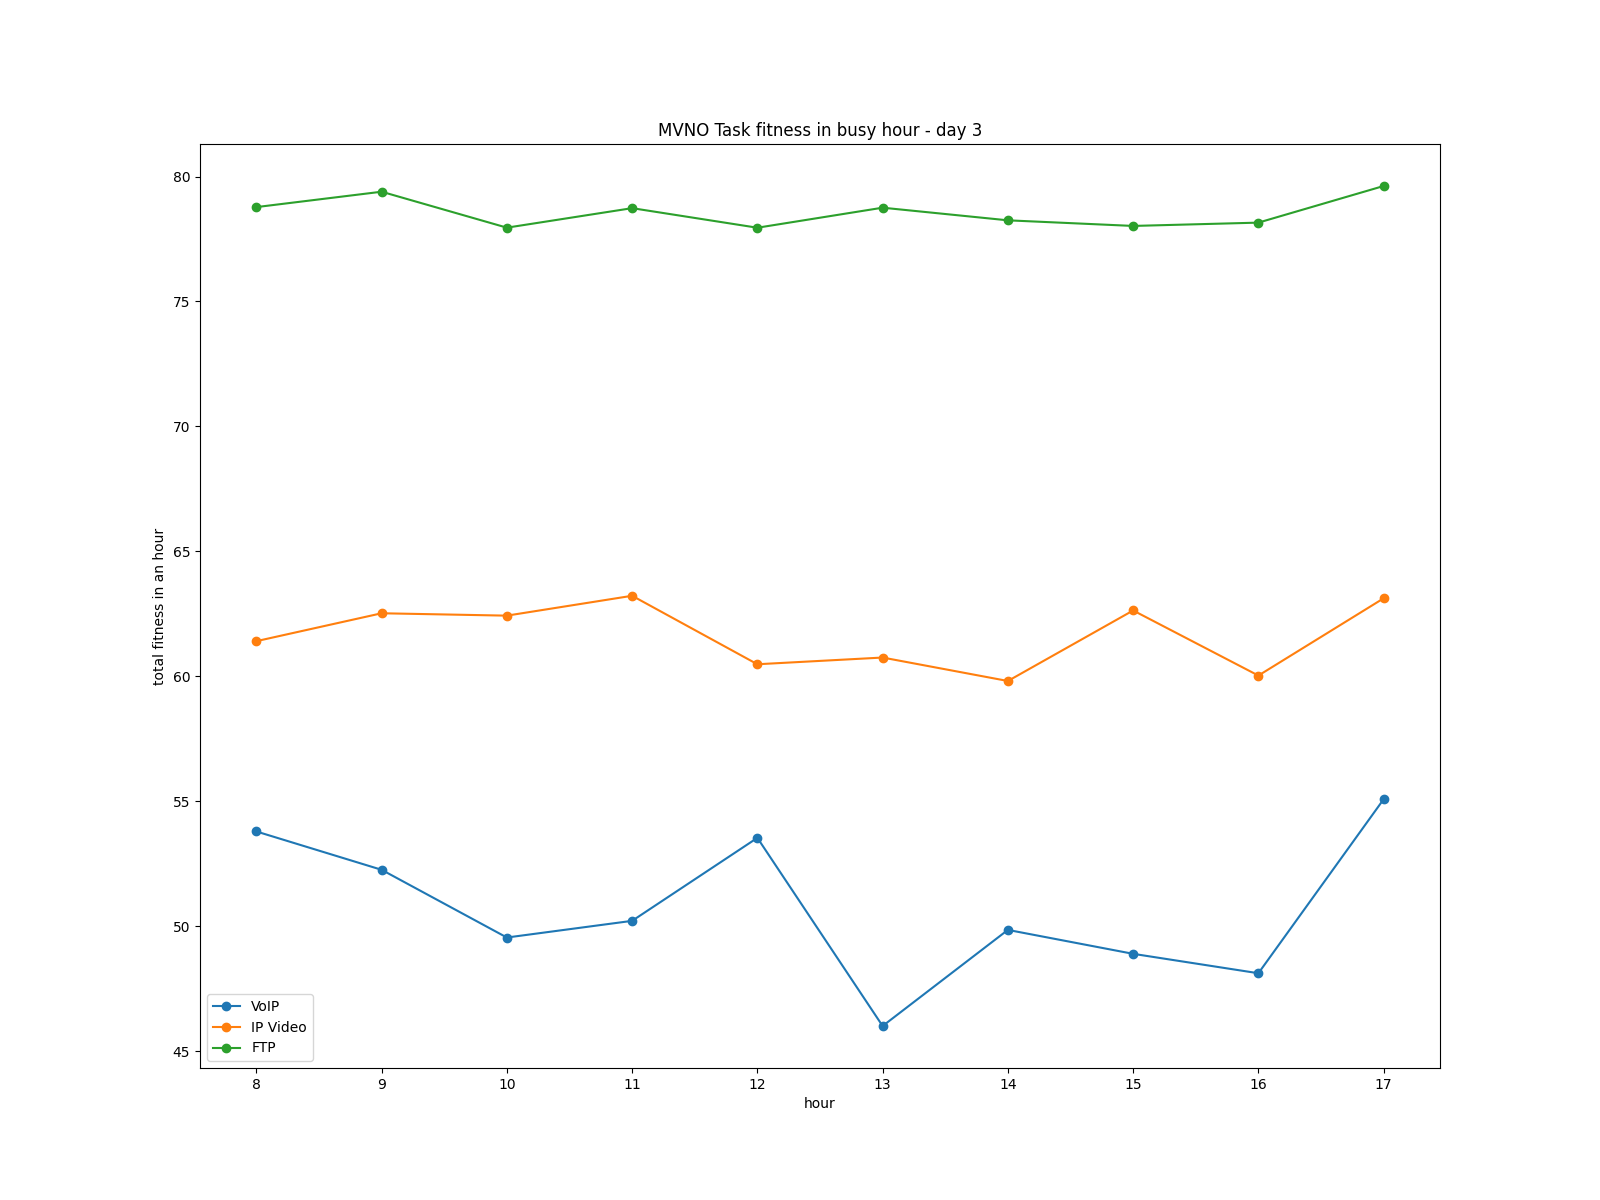 MVNO Task fitness in busy hour - day 3
total fitness in an hour
80
75
70
65
60
55
50
45
VoIP
IP Video
FTP
8 9 10 11 12 13 14 15 16 17
hour